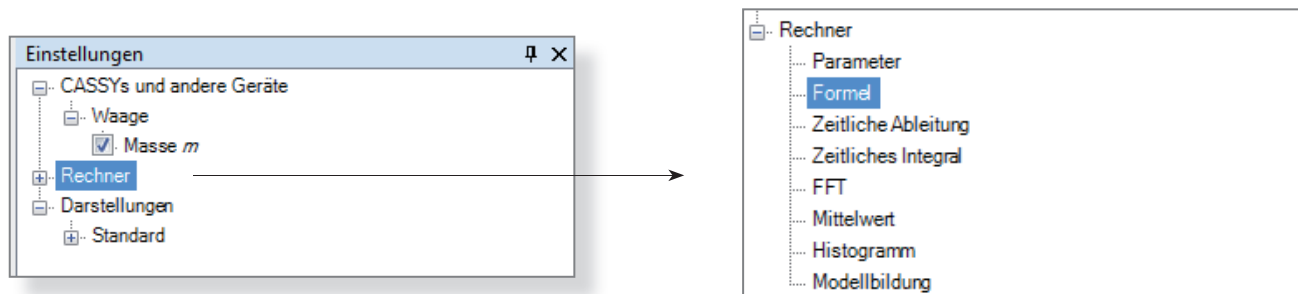 Einstellungen
CASSYs und andere Geräte
Waage
Masse m
Rechner
Darstellungen
Standard
Rechner
Parameter
Formel
Zeitliche Ableitung
Zeitliches Integral
FFT
Mittelwert
Histogramm
Modellbildung